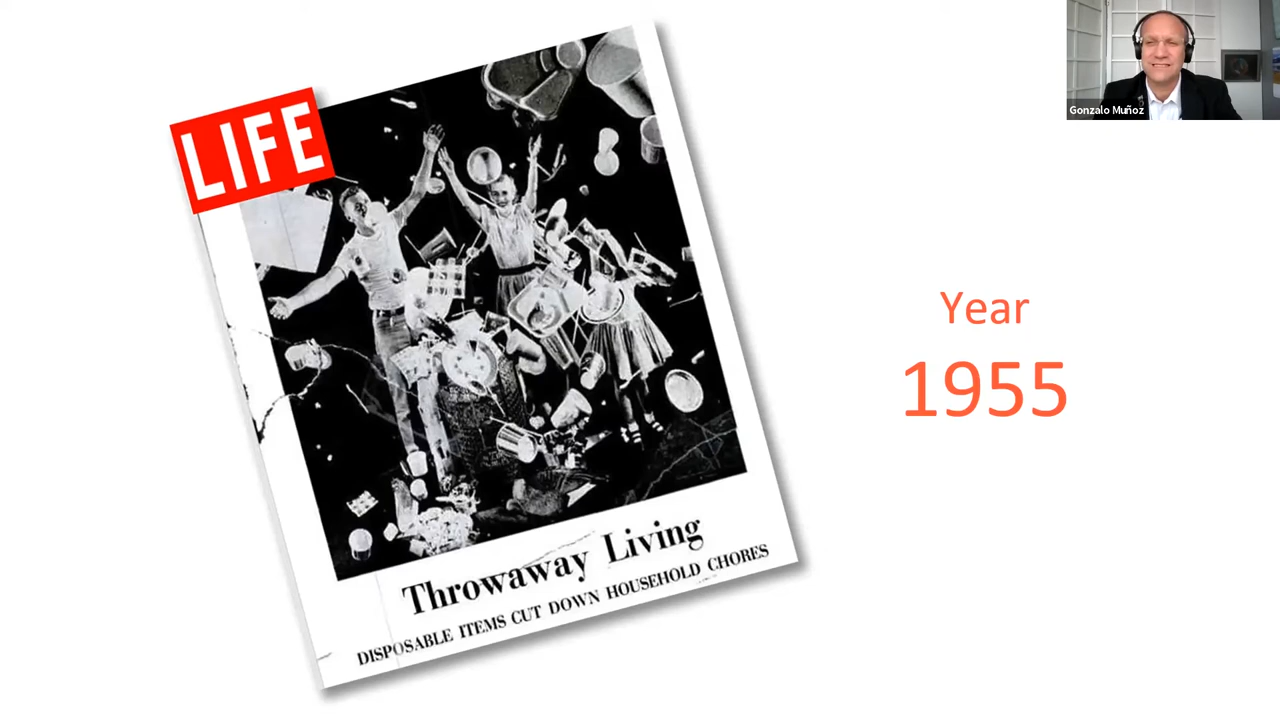 Gonzalo Muñoz
LIFE
Year
1955
Throwaway Living
DISPOSABLE ITEMS CUT DOWN HOUSEHOLD CHORES